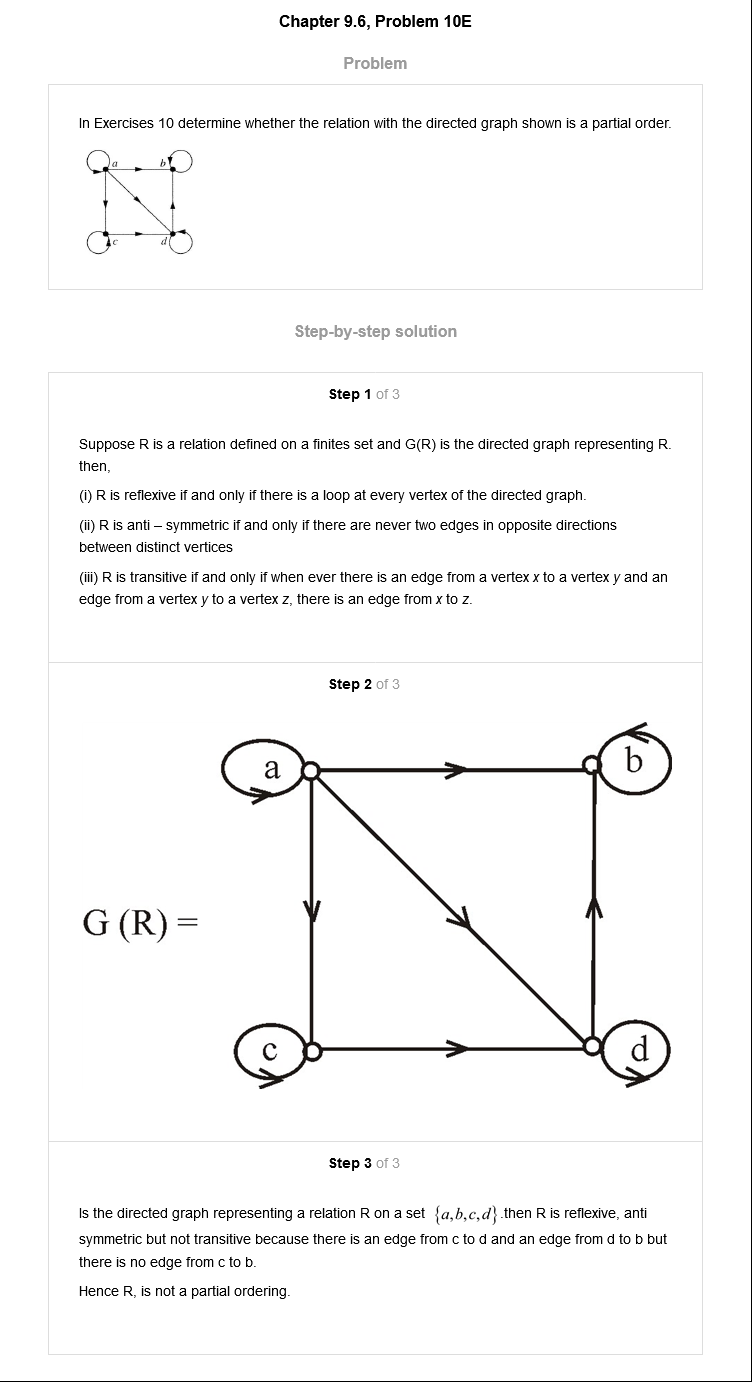 Chapter 9.6, Problem 10E
Problem
In Exercises 10 determine whether the relation with the directed graph shown is a partial order.
a
b
c
d
Step-by-step solution
Step 1 of 3
Suppose R is a relation defined on a finites set and G(R) is the directed graph representing R.
then,
(i) R is reflexive if and only if there is a loop at every vertex of the directed graph.
(ii) R is anti – symmetric if and only if there are never two edges in opposite directions
between distinct vertices
(iii) R is transitive if and only if when ever there is an edge from a vertex x to a vertex y and an
edge from a vertex y to a vertex z, there is an edge from x to z.
Step 2 of 3
a
b
G (R) =
c
d
Step 3 of 3
Is the directed graph representing a relation R on a set {a,b,c,d} .then R is reflexive, anti
symmetric but not transitive because there is an edge from c to d and an edge from d to b but
there is no edge from c to b.
Hence R, is not a partial ordering.